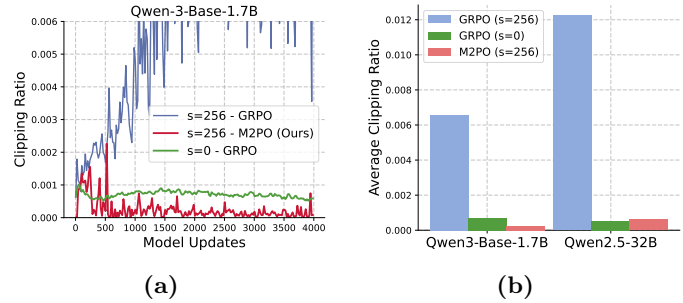 Qwen-3-Base-1.7B
Clipping Ratio
0.006
0.005
0.004
0.003
0.002
0.001
0.000
s=256 - GRPO
s=256 - M2PO (Ours)
s=0 - GRPO
0 500 1000 1500 2000 2500 3000 3500 4000
Model Updates
(a)
Average Clipping Ratio
0.012
0.010
0.008
0.006
0.004
0.002
0.000
GRPO (s=256)
GRPO (s=0)
M2PO (s=256)
Qwen3-Base-1.7B Qwen2.5-32B
(b)